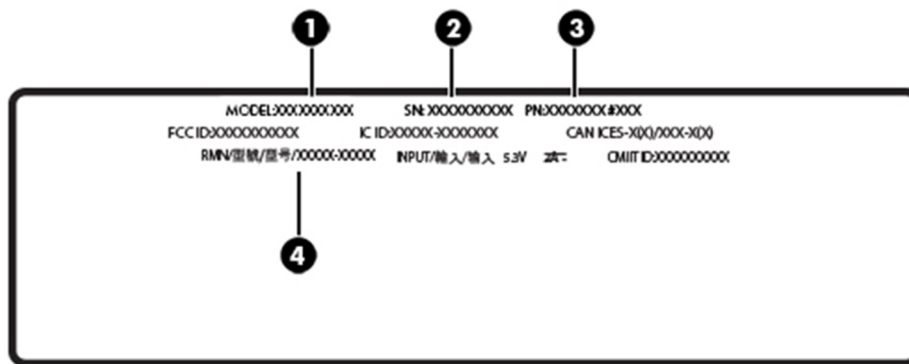 1 2 3
MODEL:XXXXXXXXXX SN: XXXXXXXXXX PN:XXXXXXX#XXX
FCC ID:XXXXXXXXXX IC ID:XXXXX-XXXXXXX CAN ICES-X(X)/XXX-X(X)
RMN/型號/型号/XXXXX-XXXXX INPUT/輸入/输入 5.3V CMIIT ID:XXXXXXXXXX
4